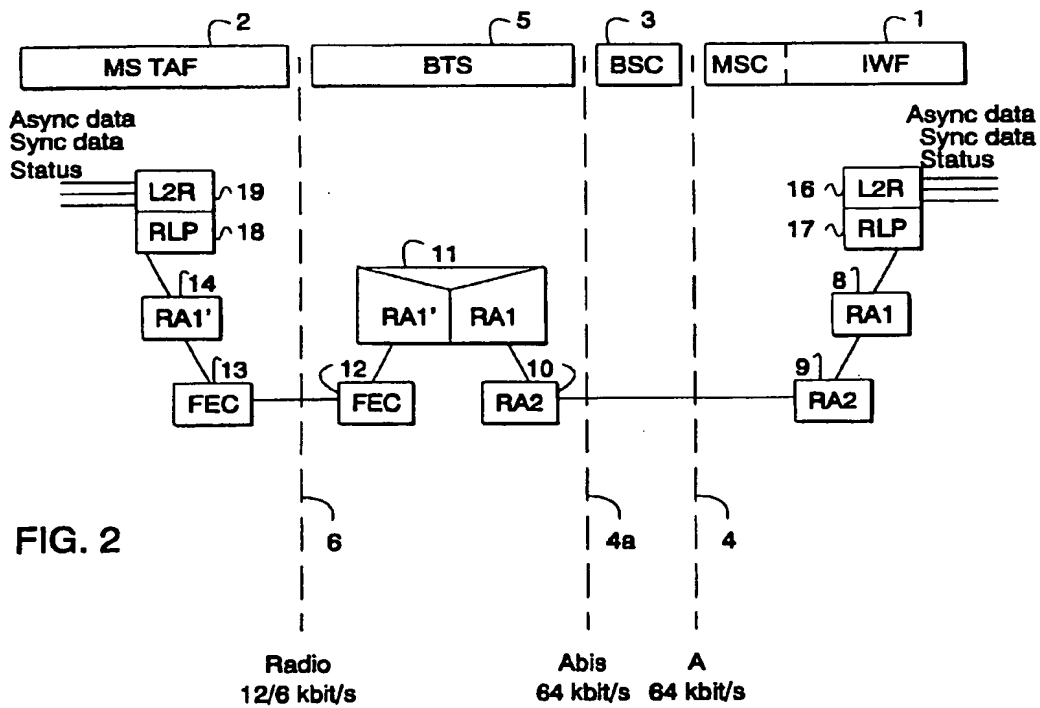 2 5 3 1
MS TAF BTS BSC MSC IWF
Async data
Sync data
Status
Async data
Sync data
Status
L2R 19
RLP 18
16 L2R
17 RLP
14
RA1'
11
RA1' RA1
8
RA1
13
FEC
12
FEC
10
RA2
9
RA2
FIG. 2
6 4a 4
Radio
12/6 kbit/s
Abis
64 kbit/s
A
64 kbit/s